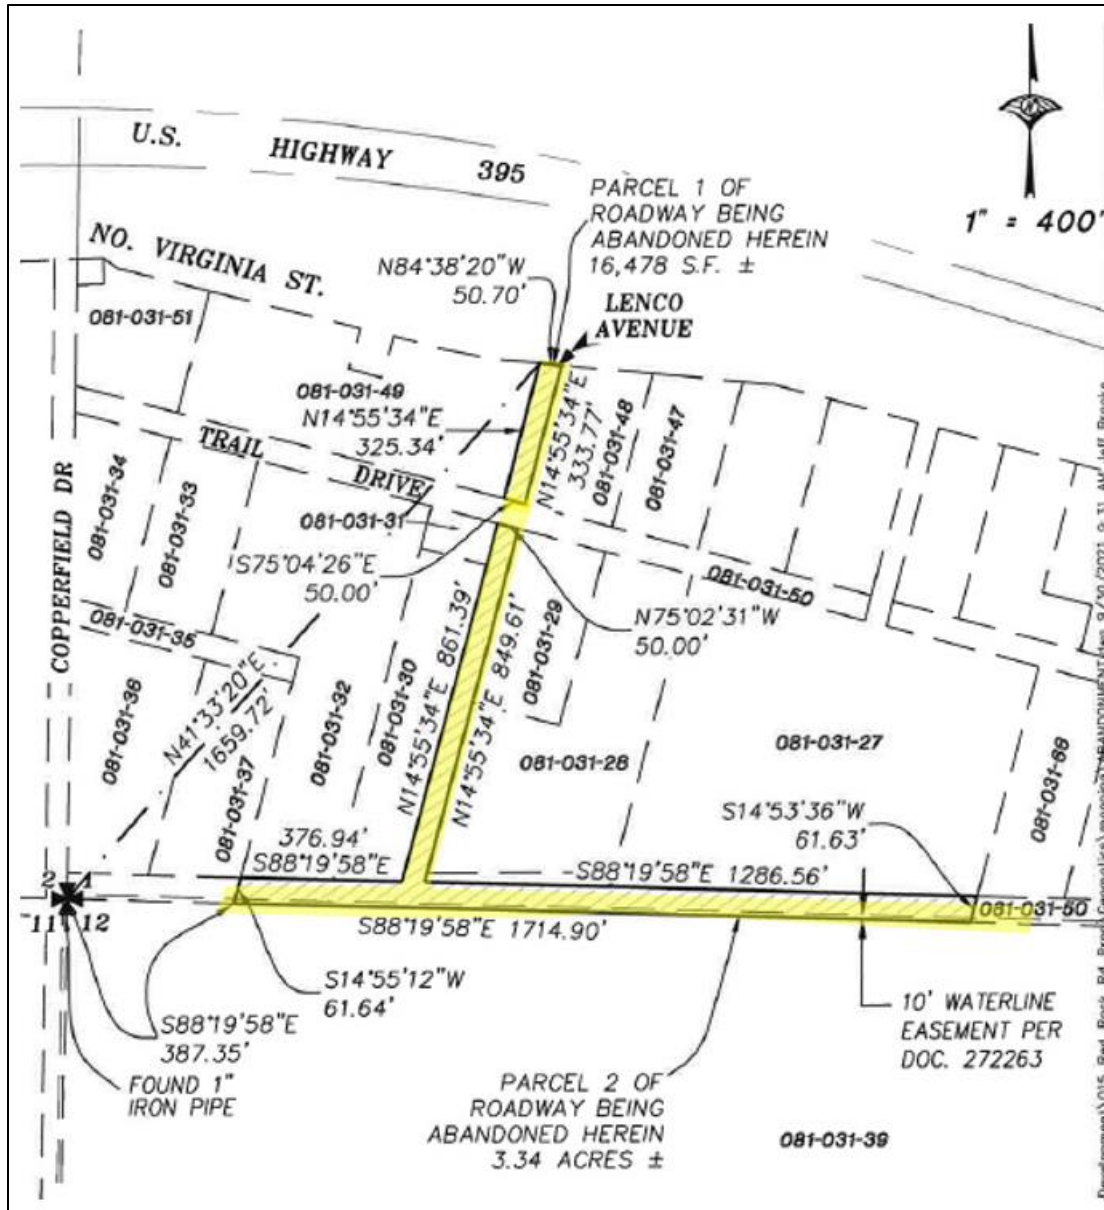 U.S. HIGHWAY 395
NO. VIRGINIA ST.
PARCEL 1 OF
ROADWAY BEING
ABANDONED HEREIN
16,478 S.F. ±
1" = 400'
N84°38'20"W
50.70'
LENCO
AVENUE
081-031-51
081-031-49
N14°55'34"E
325.34'
N14°55'34"E
333.77'
081-031-48
081-031-47
TRAIL DRIVE
COPPERFIELD DR
081-031-34
081-031-33
081-031-31
S75°04'26"E
50.00'
081-031-50
N75°02'31"W
50.00'
081-031-35
N14°55'34"E 861.39'
N14°55'34"E 849.61'
081-031-29
081-031-36
N41°33'20"E
1659.72'
081-031-32
081-031-30
081-031-28
081-031-27
081-031-37
S14°53'36"W
61.63'
376.94'
S88°19'58"E
S88°19'58"E 1286.56'
2
1
11
12
081-031-50
S88°19'58"E 1714.90'
S14°55'12"W
61.64'
S88°19'58"E
387.35'
FOUND 1"
IRON PIPE
10' WATERLINE
EASEMENT PER
DOC. 272263
PARCEL 2 OF
ROADWAY BEING
ABANDONED HEREIN
3.34 ACRES ±
081-031-39